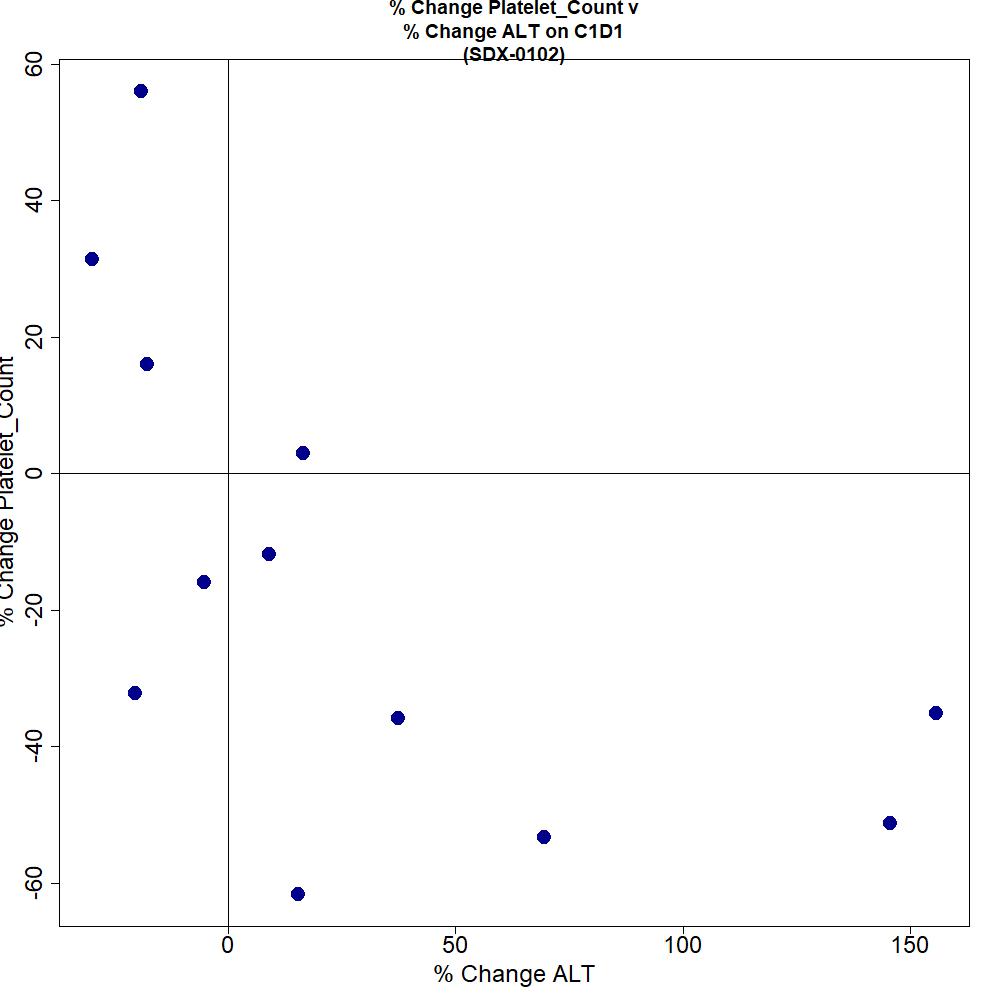 % Change Platelet_Count v
% Change ALT on C1D1
(SDX-0102)
60
40
20
0
-20
-40
-60
% Change Platelet_Count
0
50
100
150
% Change ALT